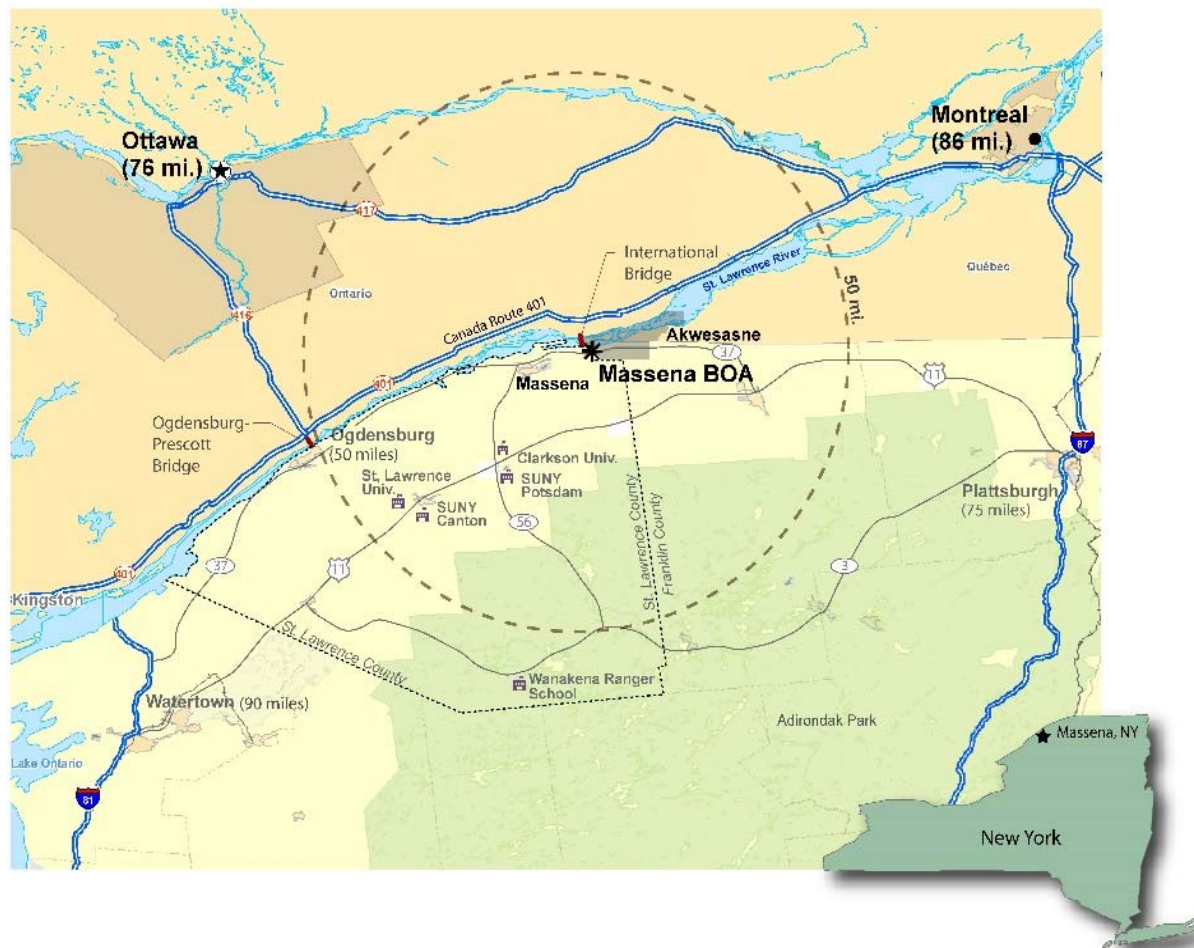 Ottawa
(76 mi.)
Montreal
(86 mi.)
417
International
Bridge
St. Lawrence River
50 mi.
Québec
Ontario
416
Canada Route 401
Akwesasne
37
Massena BOA
Massena
11
401
Ogdensburg-
Prescott
Bridge
Ogdensburg
(50 miles)
87
Clarkson Univ.
St. Lawrence
Univ.
SUNY
Potsdam
SUNY
Canton
Plattsburgh
(75 miles)
56
St. Lawrence County
Franklin County
37
11
3
401
Kingston
St. Lawrence County
Wanakena Ranger
School
Watertown (90 miles)
Adirondak Park
Lake Ontario
81
Massena, NY
New York